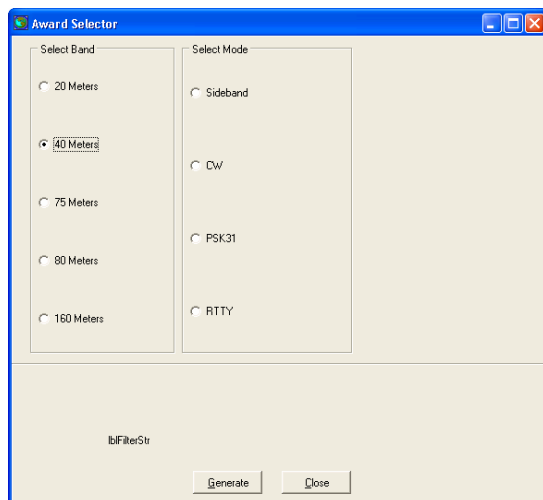 Award Selector
Select Band
Select Mode
20 Meters
Sideband
40 Meters
CW
75 Meters
PSK31
80 Meters
RTTY
160 Meters
lblFilterStr
Generate
Close